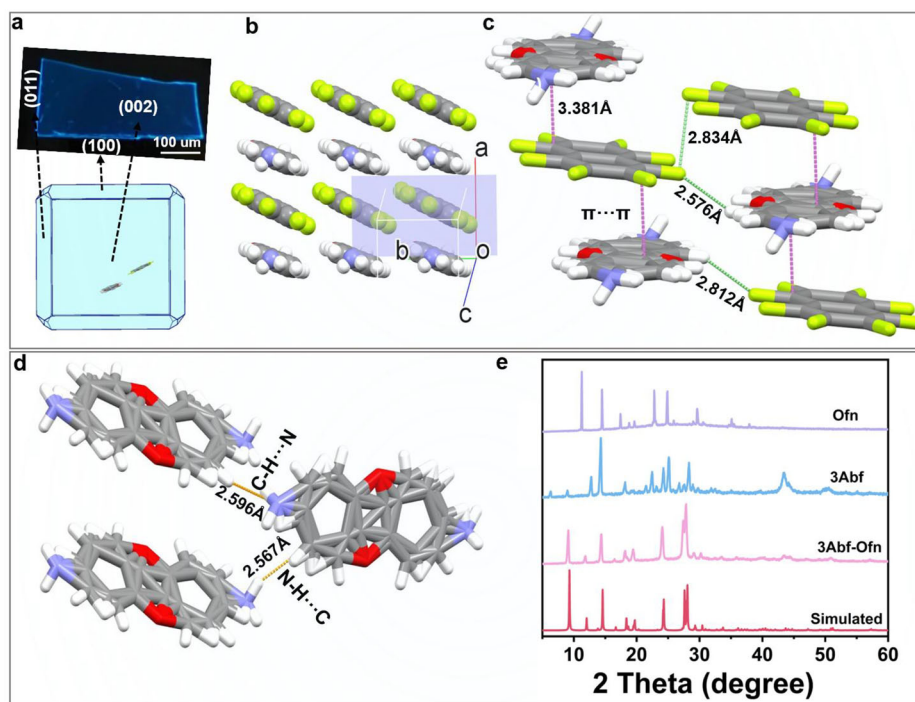 a
(011)
(002)
(100)
100 um
b
a
b
o
c
c
3.381Å
2.834Å
2.576Å
π···π
2.812Å
d
C-H···N
2.596Å
2.567Å
N-H···C
e
Ofn
3Abf
3Abf-Ofn
Simulated
10 20 30 40 50 60
2 Theta (degree)